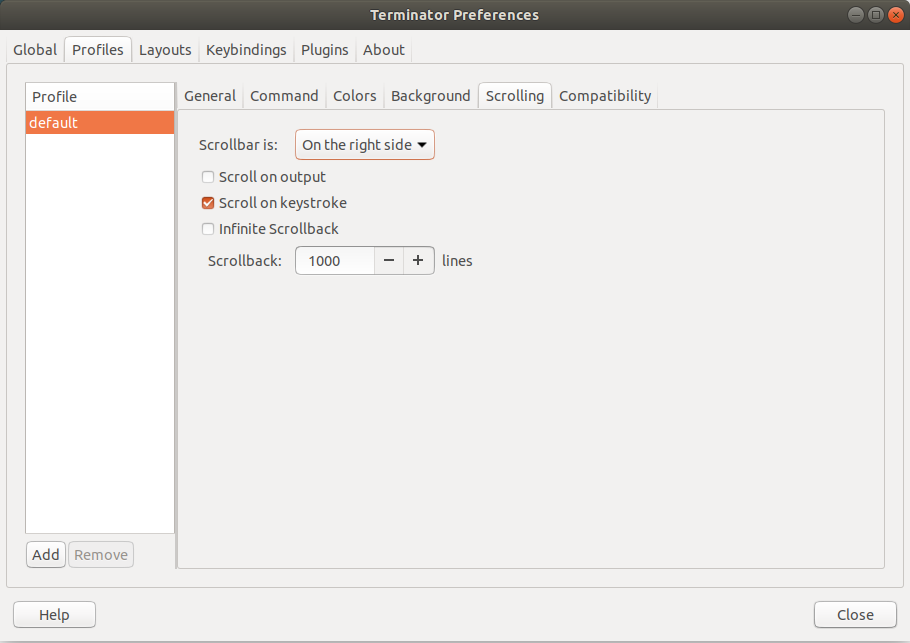 Terminator Preferences
Global Profiles Layouts Keybindings Plugins About
Profile
default
General Command Colors Background Scrolling Compatibility
Scrollbar is: On the right side
Scroll on output
Scroll on keystroke
Infinite Scrollback
Scrollback: 1000 − + lines
Add Remove
Help Close